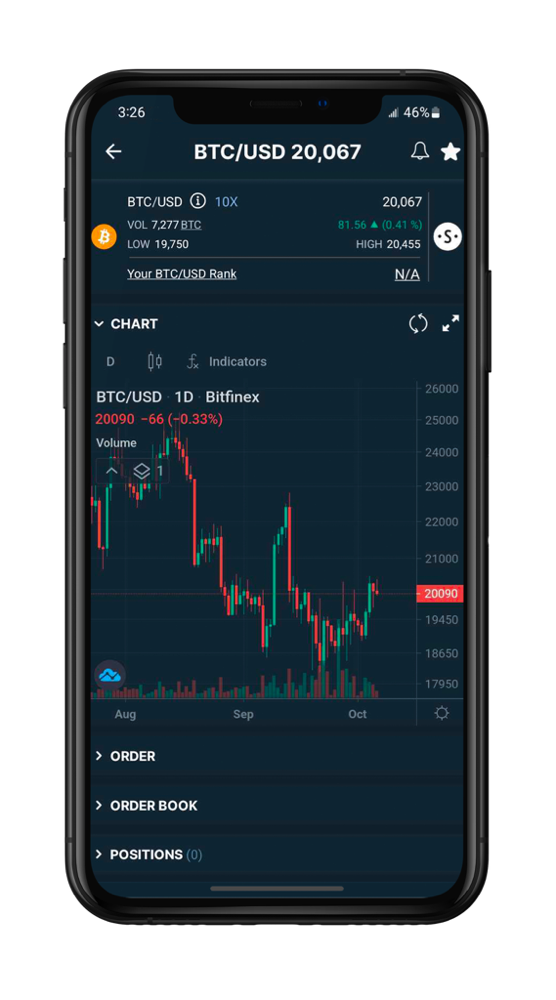 3:26 46%
BTC/USD 20,067
BTC/USD 10X 20,067
VOL 7,277 BTC 81.56 ▲ (0.41 %)
LOW 19,750 HIGH 20,455
Your BTC/USD Rank N/A
CHART
D fx Indicators
BTC/USD · 1D · Bitfinex
20090 −66 (−0.33%)
Volume
1
26000
25000
24000
23000
22000
21000
20090
19450
18650
17950
Aug Sep Oct
ORDER
ORDER BOOK
POSITIONS (0)